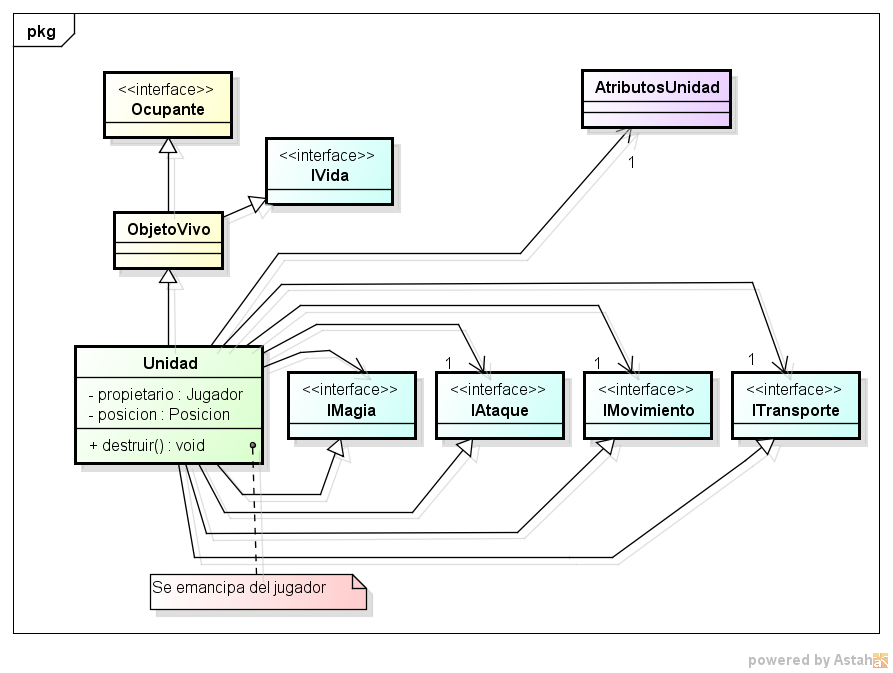 pkg
<<interface>>
Ocupante
AtributosUnidad
1
<<interface>>
IVida
ObjetoVivo
Unidad
- propietario : Jugador
- posicion : Posicion
+ destruir() : void
<<interface>>
IMagia
1
<<interface>>
IAtaque
1
<<interface>>
IMovimiento
1
<<interface>>
ITransporte
Se emancipa del jugador
powered by Astah